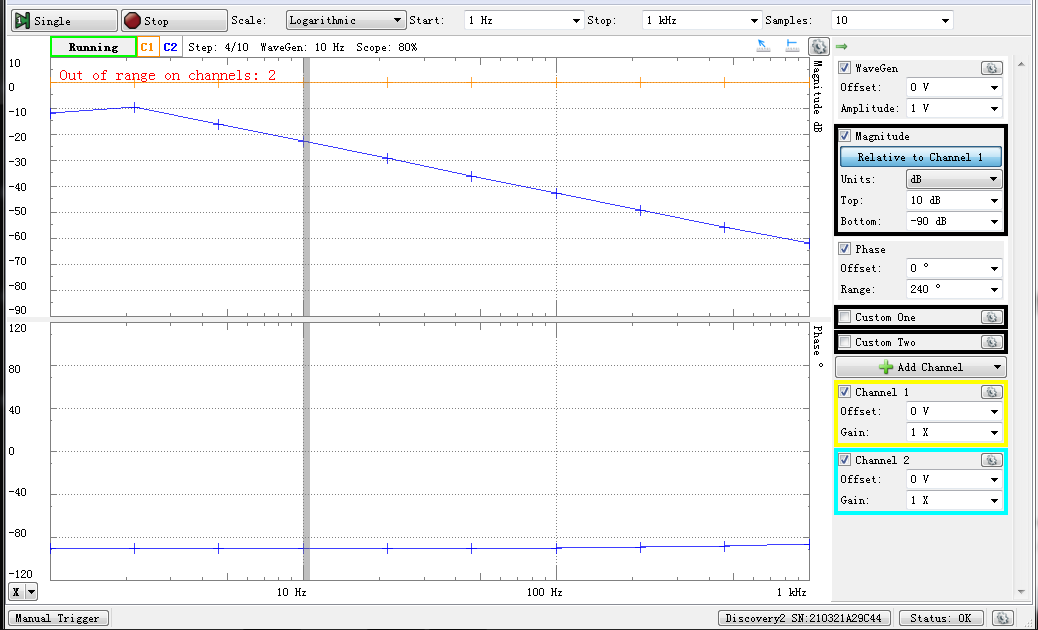 Single Stop Scale: Logarithmic Start: 1 Hz Stop: 1 kHz Samples: 10
Running C1 C2 Step: 4/10 WaveGen: 10 Hz Scope: 80%
Out of range on channels: 2
10
0
-10
-20
-30
-40
-50
-60
-70
-80
-90
Magnitude dB
120
80
40
0
-40
-80
-120
Phase °
X 10 Hz 100 Hz 1 kHz
WaveGen
Offset: 0 V
Amplitude: 1 V
Magnitude
Relative to Channel 1
Units: dB
Top: 10 dB
Bottom: -90 dB
Phase
Offset: 0 °
Range: 240 °
Custom One
Custom Two
Add Channel
Channel 1
Offset: 0 V
Gain: 1 X
Channel 2
Offset: 0 V
Gain: 1 X
Manual Trigger Discovery2 SN:210321A29C44 Status: OK